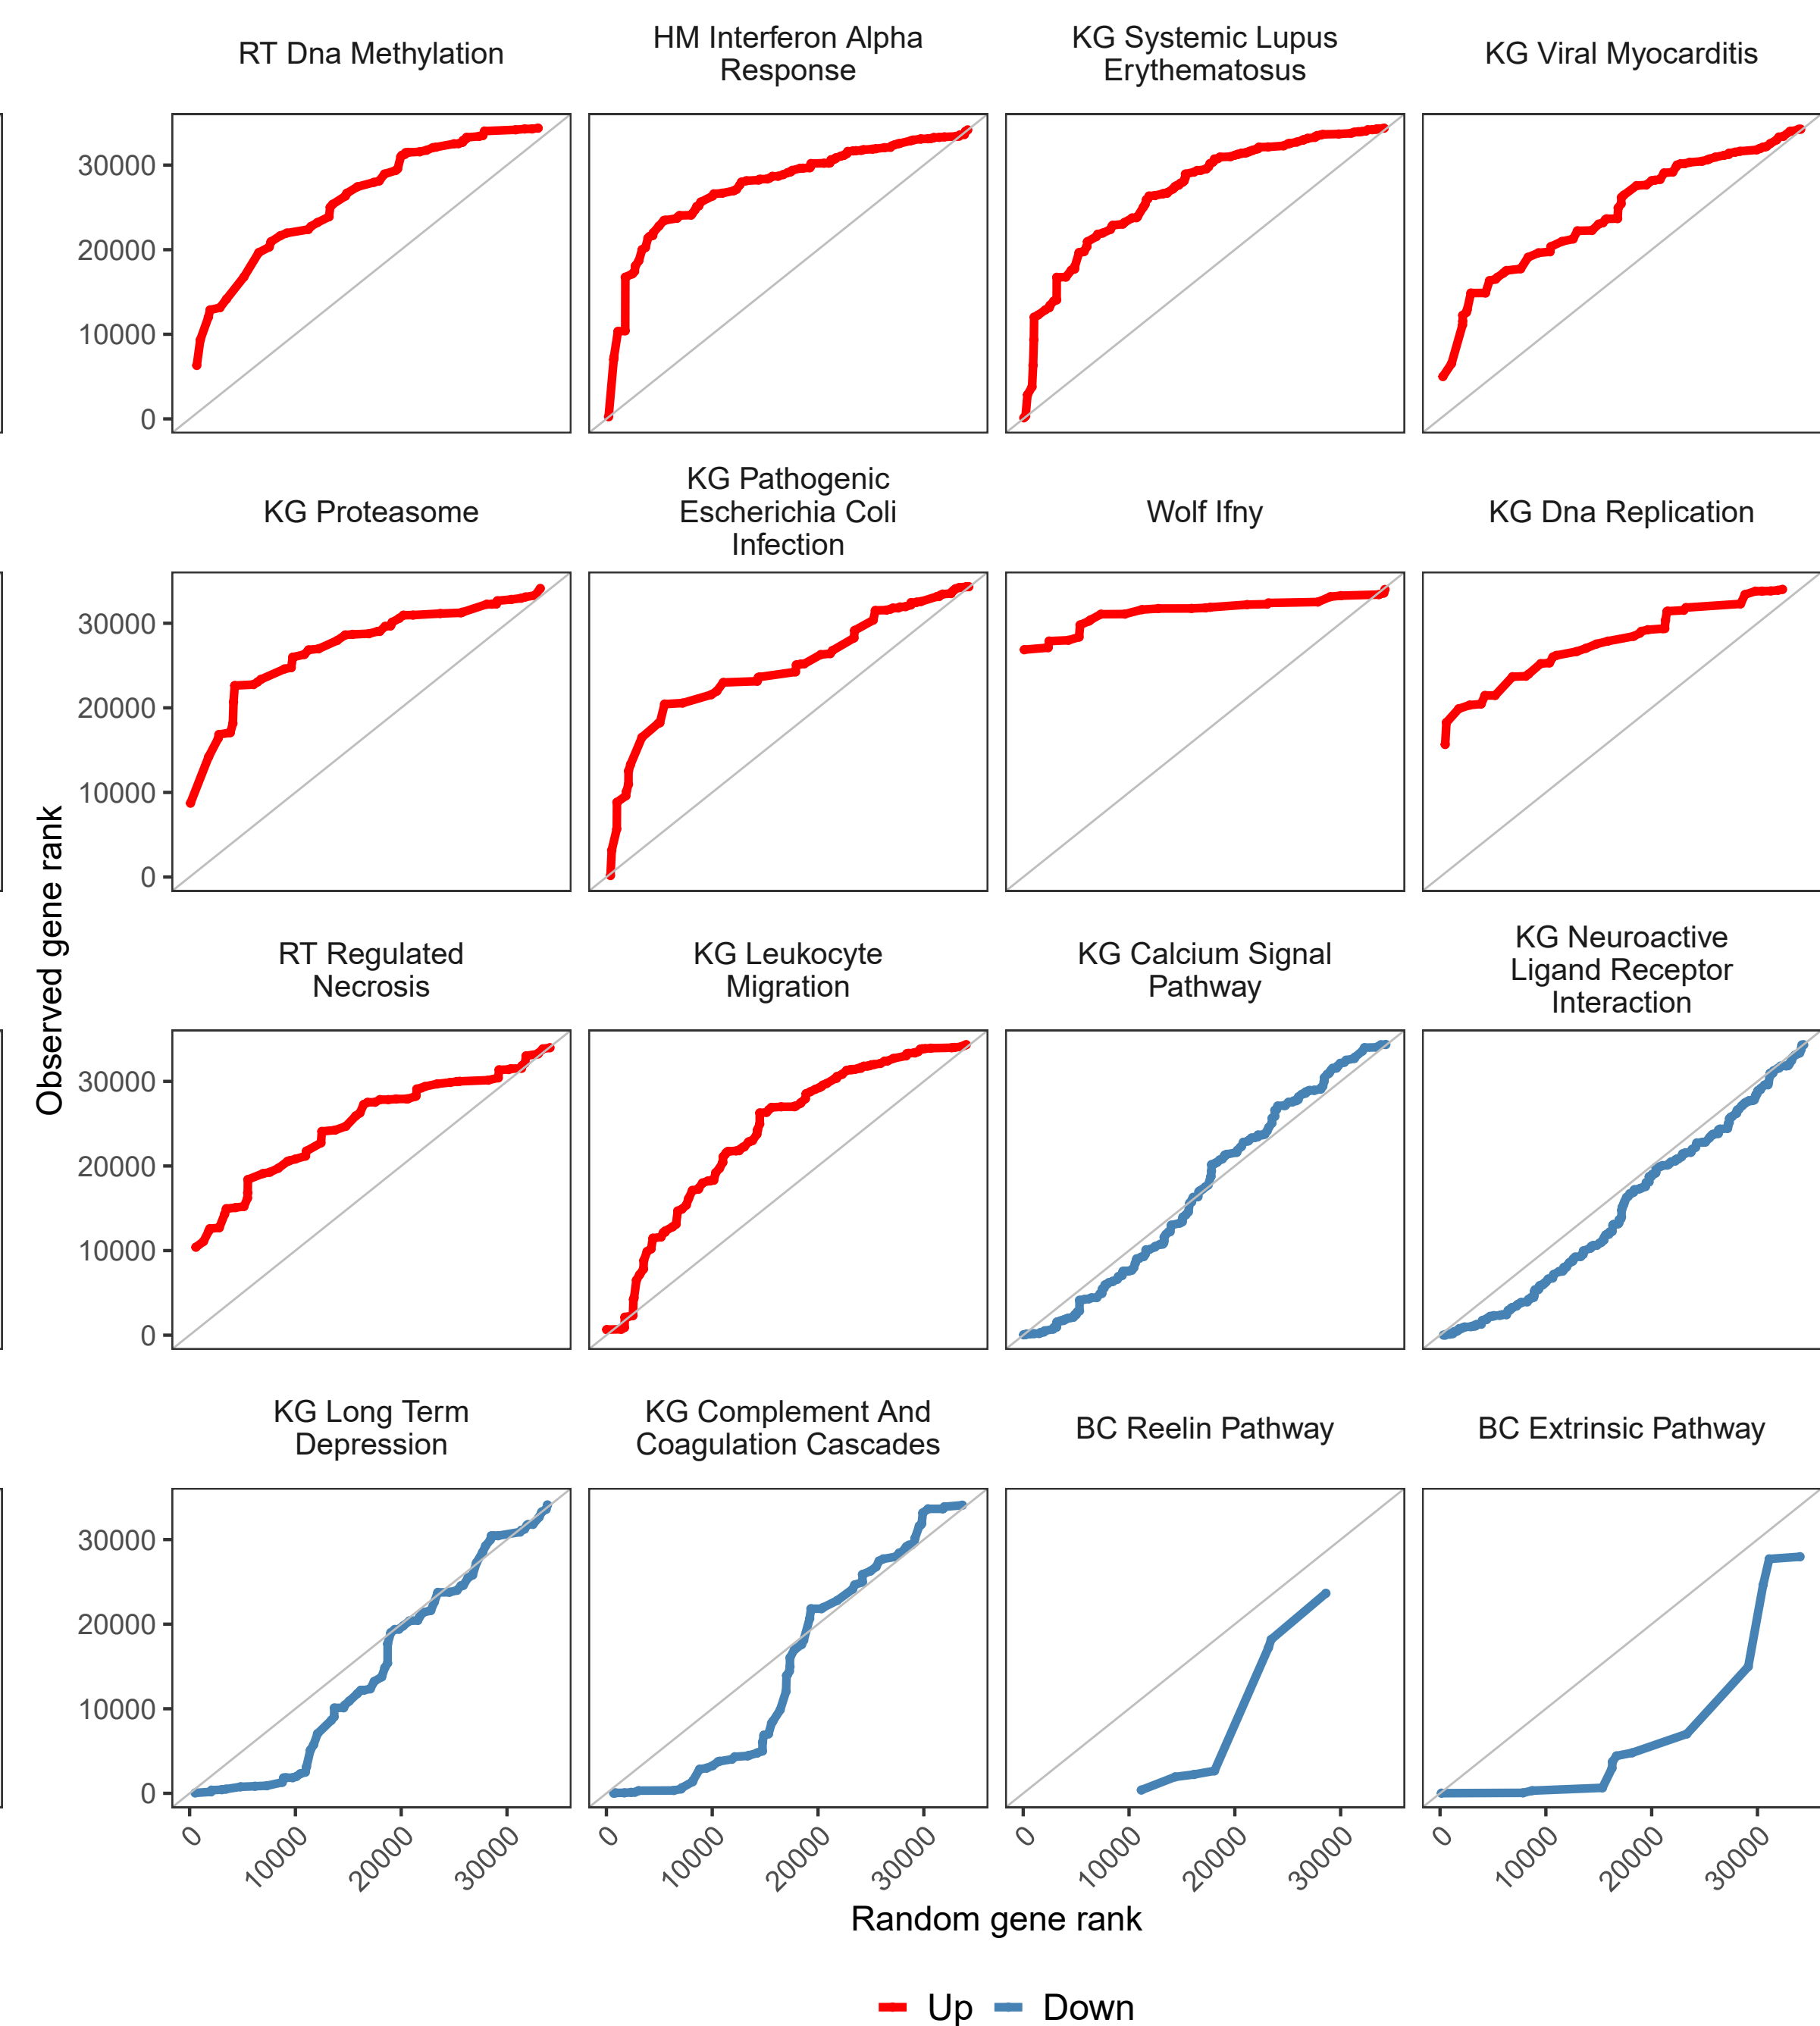 RT Dna Methylation
HM Interferon Alpha
Response
KG Systemic Lupus
Erythematosus
KG Viral Myocarditis
30000
20000
10000
0
KG Proteasome
KG Pathogenic
Escherichia Coli
Infection
Wolf Ifny
KG Dna Replication
30000
20000
10000
0
Observed gene rank
RT Regulated
Necrosis
KG Leukocyte
Migration
KG Calcium Signal
Pathway
KG Neuroactive
Ligand Receptor
Interaction
30000
20000
10000
0
KG Long Term
Depression
KG Complement And
Coagulation Cascades
BC Reelin Pathway
BC Extrinsic Pathway
30000
20000
10000
0
0 10000 20000 30000
0 10000 20000 30000
0 10000 20000 30000
0 10000 20000 30000
Random gene rank
Up Down